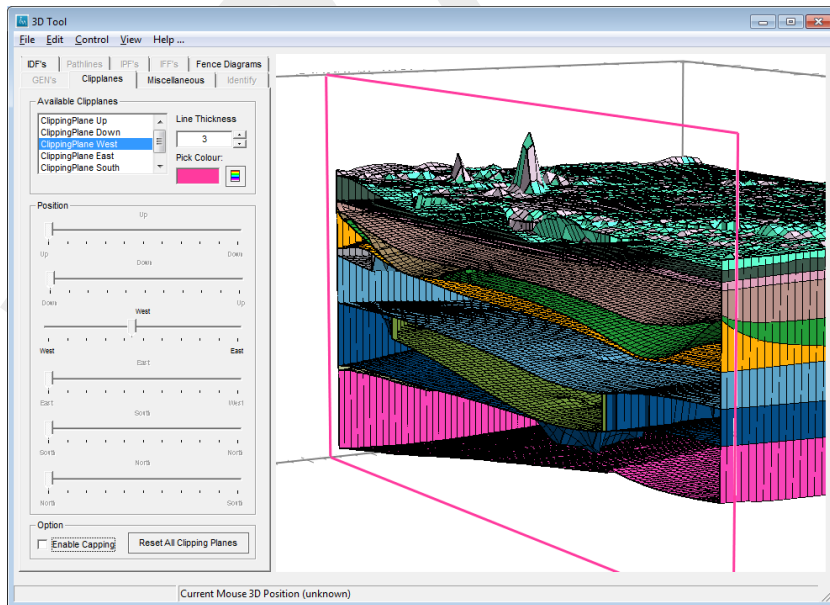 3D Tool
File Edit Control View Help ...
IDF's Pathlines IPF's IFF's Fence Diagrams
GEN's Clipplanes Miscellaneous Identify
Available Clipplanes
ClippingPlane Up
ClippingPlane Down
ClippingPlane West
ClippingPlane East
ClippingPlane South
Line Thickness
3
Pick Colour:
Position
Up
Up Down
Down
Down Up
West
West East
East
East West
South
South North
North
North South
Option
Enable Capping
Reset All Clipping Planes
Current Mouse 3D Position (unknown)